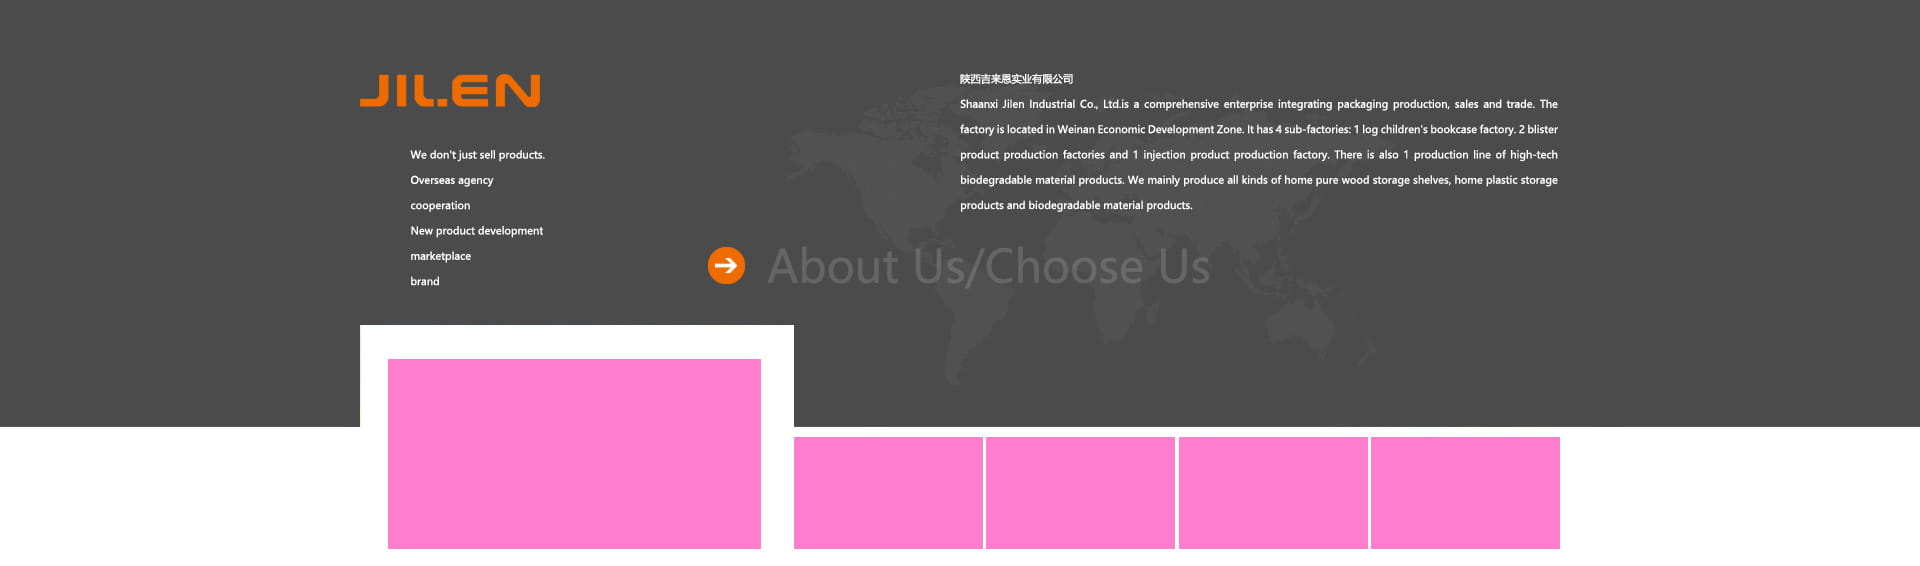 JILEN
We don't just sell products.
Overseas agency
cooperation
New product development
marketplace
brand
陕西吉来恩实业有限公司
Shaanxi Jilen Industrial Co., Ltd.is a comprehensive enterprise integrating packaging production, sales and trade. The
factory is located in Weinan Economic Development Zone. It has 4 sub-factories: 1 log children's bookcase factory. 2 blister
product production factories and 1 injection product production factory. There is also 1 production line of high-tech
biodegradable material products. We mainly produce all kinds of home pure wood storage shelves, home plastic storage
products and biodegradable material products.
About Us/Choose Us